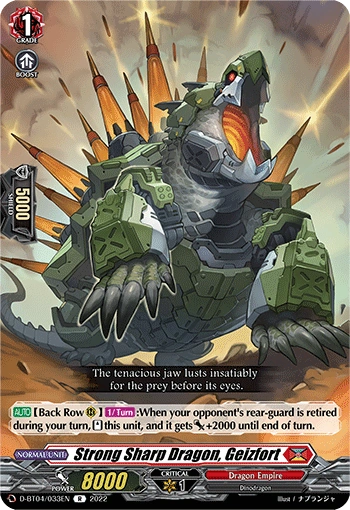 1
GRADE
BOOST
5000
SHIELD
The tenacious jaw lusts insatiably
for the prey before its eyes.
AUTO【Back Row】1/Turn:When your opponent's rear-guard is retired
during your turn, this unit, and it gets +2000 until end of turn.
NORMAL UNIT
Strong Sharp Dragon, Geizfort
POWER 8000 CRITICAL 1 Dragon Empire
Dinodragon
D-BT04/033EN R 2022 Illust / ナブランジャ